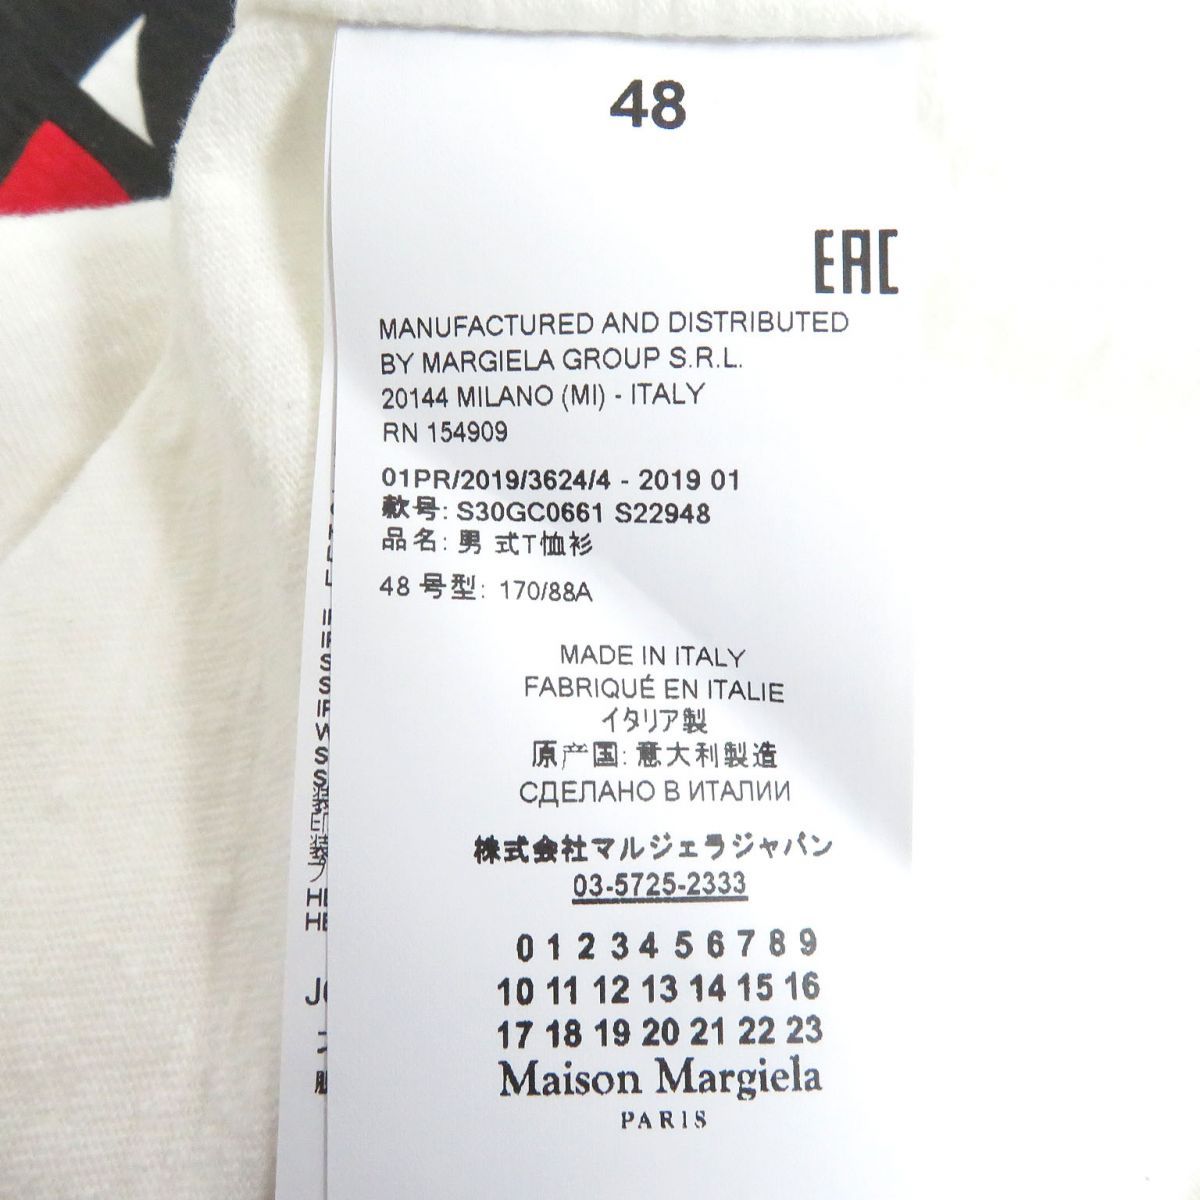 48
EAC
MANUFACTURED AND DISTRIBUTED
BY MARGIELA GROUP S.R.L.
20144 MILANO (MI) - ITALY
RN 154909
01PR/2019/3624/4 - 2019 01
款号: S30GC0661 S22948
品名: 男 式T恤衫
48 号型: 170/88A
MADE IN ITALY
FABRIQUÉ EN ITALIE
イタリア製
原产国: 意大利製造
СДЕЛАНО В ИТАЛИИ
株式会社マルジェラジャパン
03-5725-2333
0 1 2 3 4 5 6 7 8 9
10 11 12 13 14 15 16
17 18 19 20 21 22 23
Maison Margiela
PARIS